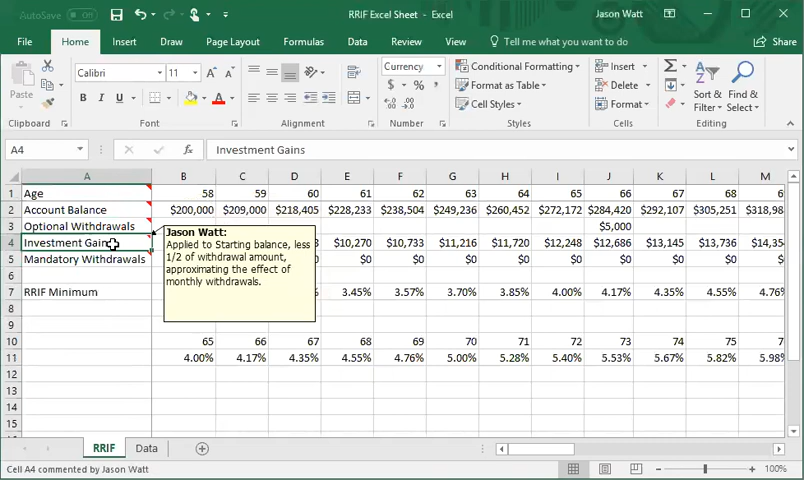 AutoSave Off RRIF Excel Sheet - Excel Jason Watt
File Home Insert Draw Page Layout Formulas Data Review View Tell me what you want to do Share
Calibri 11 Currency Conditional Formatting Insert
Paste B I U $ % , Format as Table Delete Sort & Find &
Cell Styles Format Filter Select
Clipboard Font Alignment Number Styles Cells Editing
A4 fx Investment Gains
A B C D E F G H I J K L M
1 Age 58 59 60 61 62 63 64 65 66 67 68
2 Account Balance $200,000 $209,000 $218,405 $228,233 $238,504 $249,236 $260,452 $272,172 $284,420 $292,107 $305,251 $318,98
3 Optional Withdrawals $5,000
4 Investment Gains $10,270 $10,733 $11,216 $11,720 $12,248 $12,686 $13,145 $13,736 $14,354
5 Mandatory Withdrawals $0 $0 $0 $0 $0 $0 $0 $0 $0
6
7 RRIF Minimum 3.45% 3.57% 3.70% 3.85% 4.00% 4.17% 4.35% 4.55% 4.76%
8
9
10 65 66 67 68 69 70 71 72 73 74 75
11 4.00% 4.17% 4.35% 4.55% 4.76% 5.00% 5.28% 5.40% 5.53% 5.67% 5.82% 5.98%
12
13
14
15
Jason Watt:
Applied to Starting balance, less
1/2 of withdrawal amount,
approximating the effect of
monthly withdrawals.
RRIF Data
Cell A4 commented by Jason Watt 100%